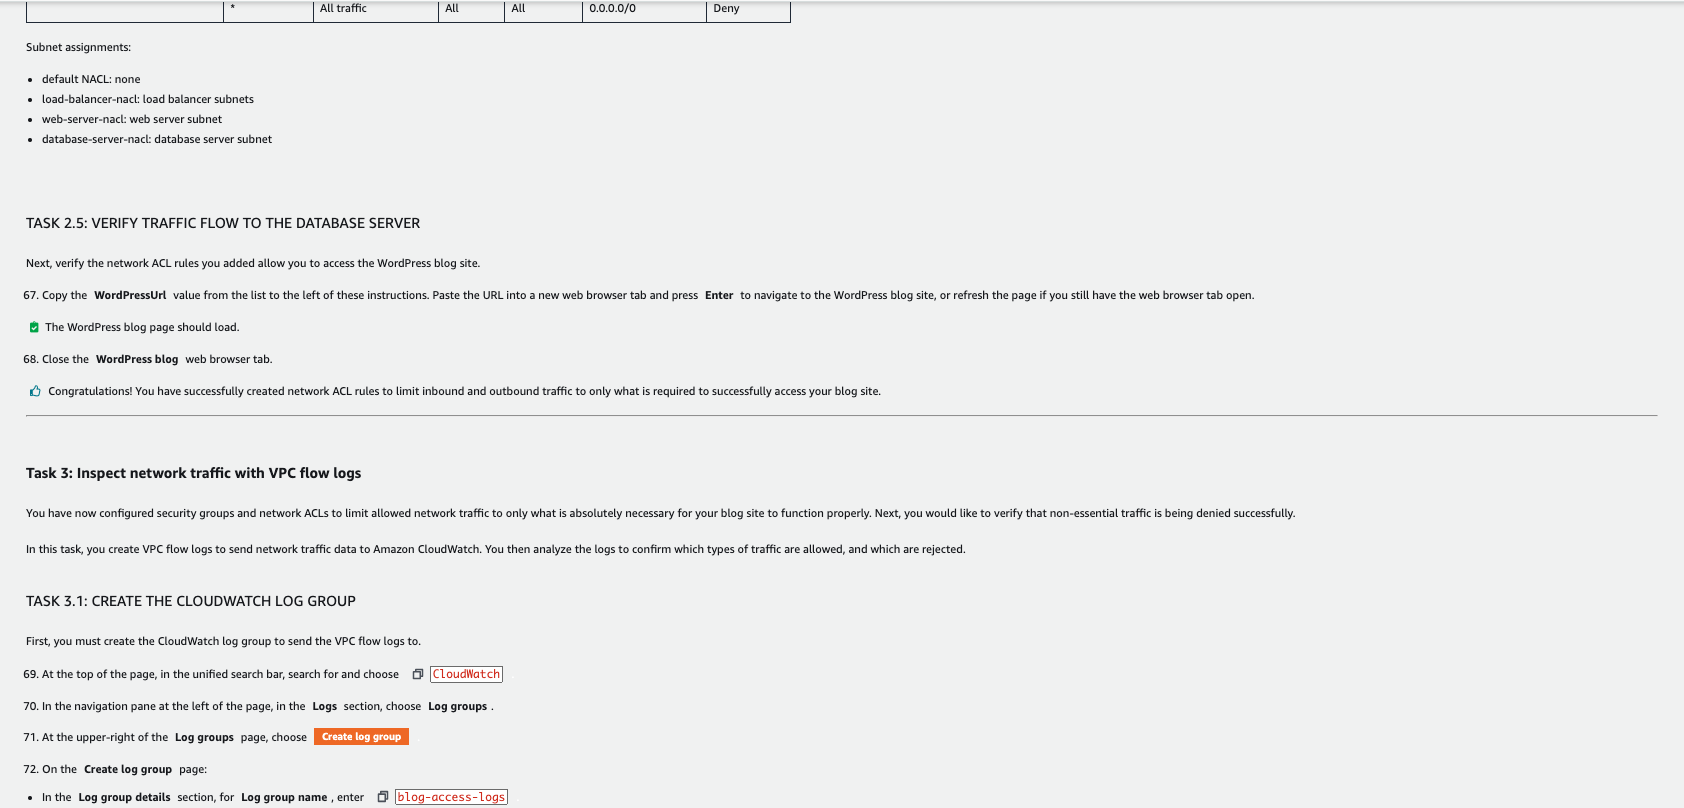 * All traffic All All 0.0.0.0/0 Deny
Subnet assignments:
• default NACL: none
• load-balancer-nacl: load balancer subnets
• web-server-nacl: web server subnet
• database-server-nacl: database server subnet
TASK 2.5: VERIFY TRAFFIC FLOW TO THE DATABASE SERVER
Next, verify the network ACL rules you added allow you to access the WordPress blog site.
67. Copy the WordPressUrl value from the list to the left of these instructions. Paste the URL into a new web browser tab and press Enter to navigate to the WordPress blog site, or refresh the page if you still have the web browser tab open.
The WordPress blog page should load.
68. Close the WordPress blog web browser tab.
Congratulations! You have successfully created network ACL rules to limit inbound and outbound traffic to only what is required to successfully access your blog site.
Task 3: Inspect network traffic with VPC flow logs
You have now configured security groups and network ACLs to limit allowed network traffic to only what is absolutely necessary for your blog site to function properly. Next, you would like to verify that non-essential traffic is being denied successfully.
In this task, you create VPC flow logs to send network traffic data to Amazon CloudWatch. You then analyze the logs to confirm which types of traffic are allowed, and which are rejected.
TASK 3.1: CREATE THE CLOUDWATCH LOG GROUP
First, you must create the CloudWatch log group to send the VPC flow logs to.
69. At the top of the page, in the unified search bar, search for and choose CloudWatch
70. In the navigation pane at the left of the page, in the Logs section, choose Log groups .
71. At the upper-right of the Log groups page, choose Create log group
72. On the Create log group page:
• In the Log group details section, for Log group name , enter blog-access-logs